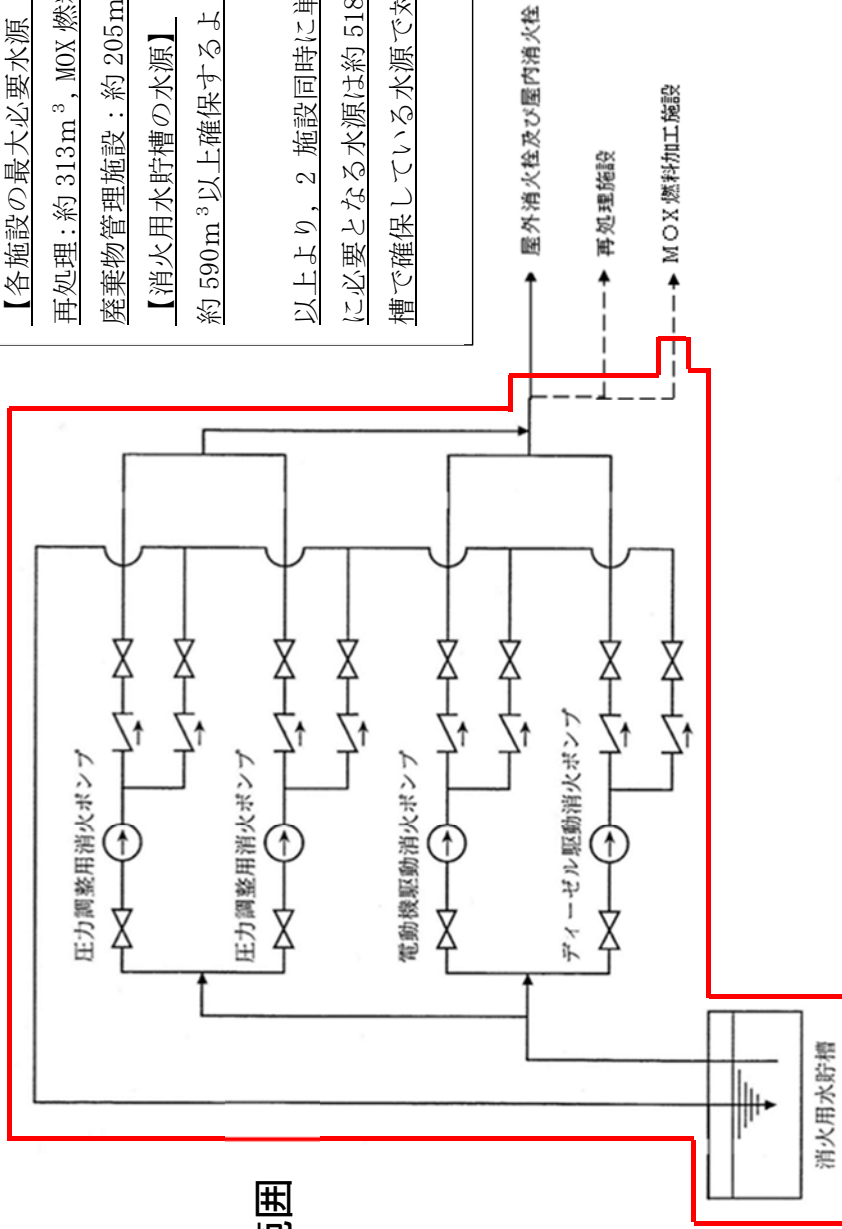 【各施設の最大必要水源
再処理：約 313m³，MOX 燃
廃棄物管理施設：約 205m
【消火用水貯槽の水源】
約 590m³以上確保するよ
以上より，2 施設同時に単
に必要となる水源は約 518
槽で確保している水源で対
屋外消火栓及び屋内消火栓
再処理施設
MOX燃料加工施設
圧力調整用消火ポンプ
圧力調整用消火ポンプ
電動機駆動消火ポンプ
ディーゼル駆動消火ポンプ
消火用水貯槽
囲